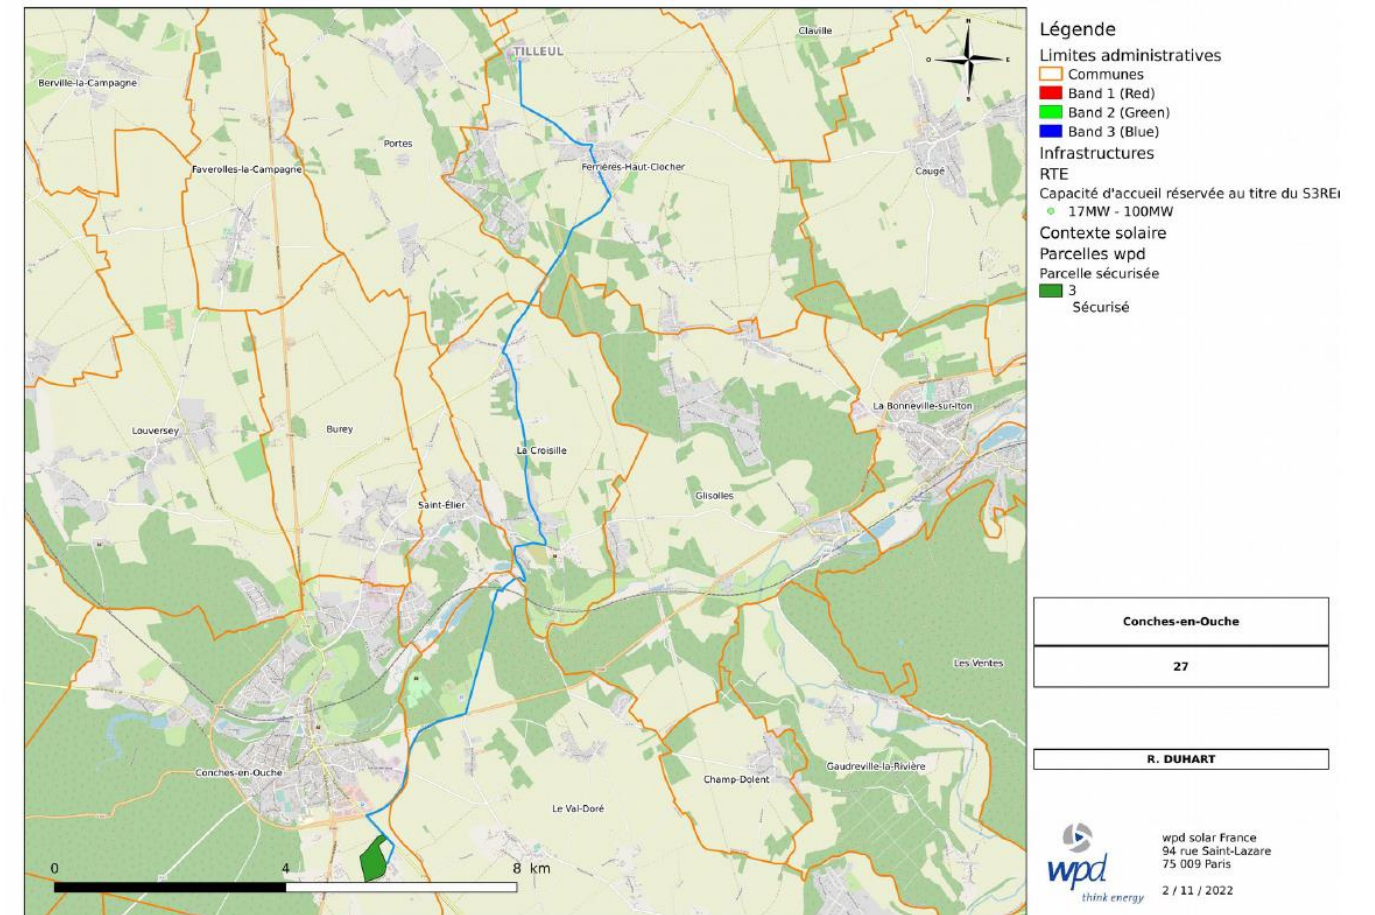 TILLEUL
Claville
Berville-la-Campagne
Portes
Faverolles-la-Campagne
Ferrières-Haut-Clocher
Caugé
Louversey
Burey
La Croisille
La Bonneville-sur-Iton
Saint-Élier
Glisolles
Les Ventes
Conches-en-Ouche
Le Val-Doré
Champ-Dolent
Gaudreville-la-Rivière
N
O
E
S
0
4
8 km
Légende
Limites administratives
Communes
Band 1 (Red)
Band 2 (Green)
Band 3 (Blue)
Infrastructures
RTE
Capacité d'accueil réservée au titre du S3REn
17MW - 100MW
Contexte solaire
Parcelles wpd
Parcelle sécurisée
3
Sécurisé
Conches-en-Ouche
27
R. DUHART
wpd
think energy
wpd solar France
94 rue Saint-Lazare
75 009 Paris
2 / 11 / 2022